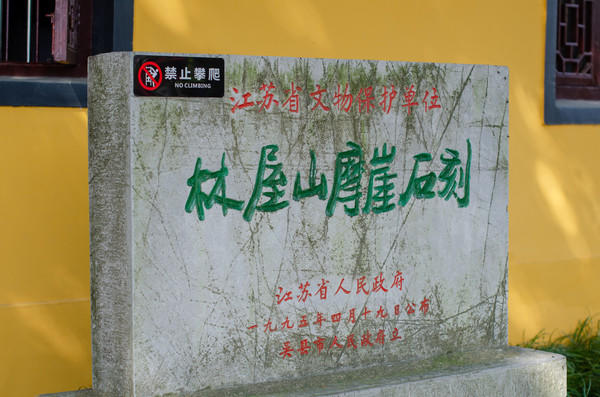 禁止攀爬
NO CLIMBING
江苏省文物保护单位
林屋山摩崖石刻
江苏省人民政府
一九九五年四月十九日公布
吴县市人民政府立